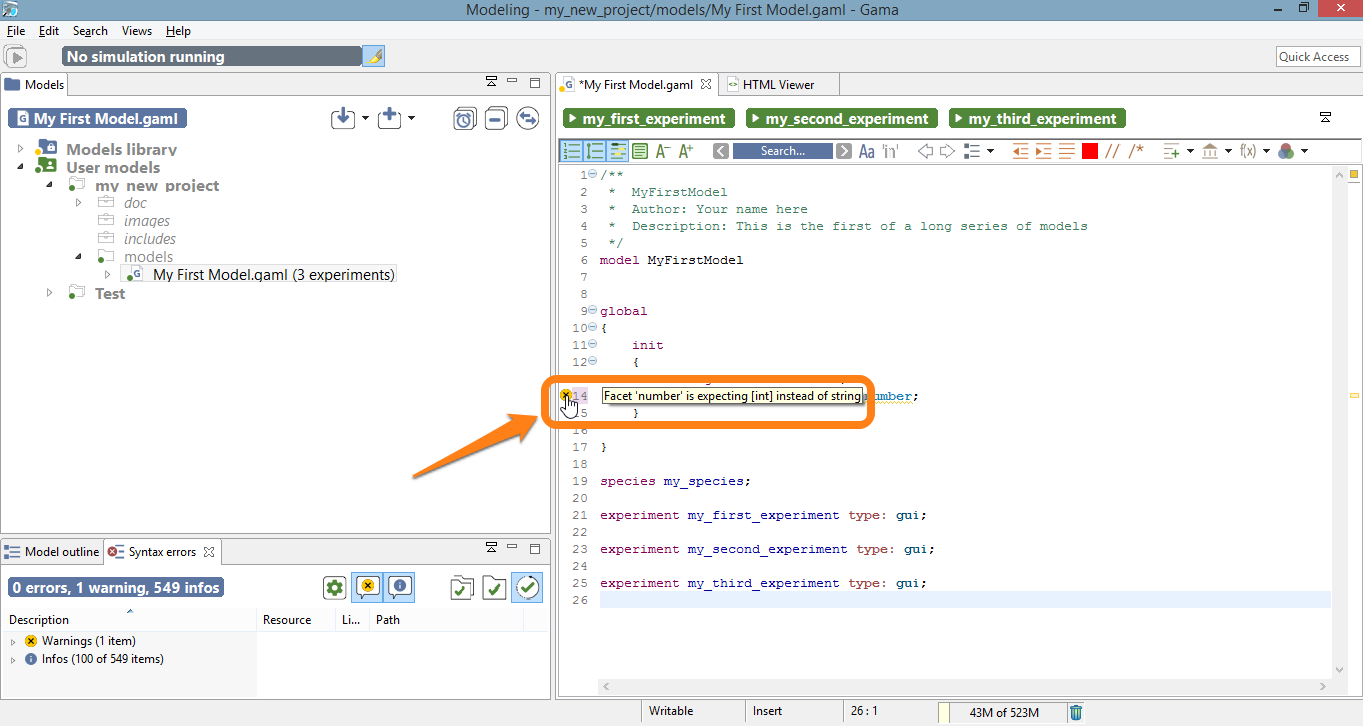 Modeling - my_new_project/models/My First Model.gaml - Gama
File Edit Search Views Help
No simulation running
Quick Access
Models
My First Model.gaml
Models library
User models
my_new_project
doc
images
includes
models
My First Model.gaml (3 experiments)
Test
Model outline
Syntax errors
0 errors, 1 warning, 549 infos
Description Resource Li... Path
Warnings (1 item)
Infos (100 of 549 items)
*My First Model.gaml
HTML Viewer
my_first_experiment
my_second_experiment
my_third_experiment
A- A+ Search... Aa 'in' // /* f(x)
1 /**
2 * MyFirstModel
3 * Author: Your name here
4 * Description: This is the first of a long series of models
5 */
6 model MyFirstModel
7
8
9 global
10 {
11 init
12 {
14 Facet 'number' is expecting [int] instead of string number;
15 }
16
17 }
18
19 species my_species;
20
21 experiment my_first_experiment type: gui;
22
23 experiment my_second_experiment type: gui;
24
25 experiment my_third_experiment type: gui;
26
Writable Insert 26 : 1 43M of 523M